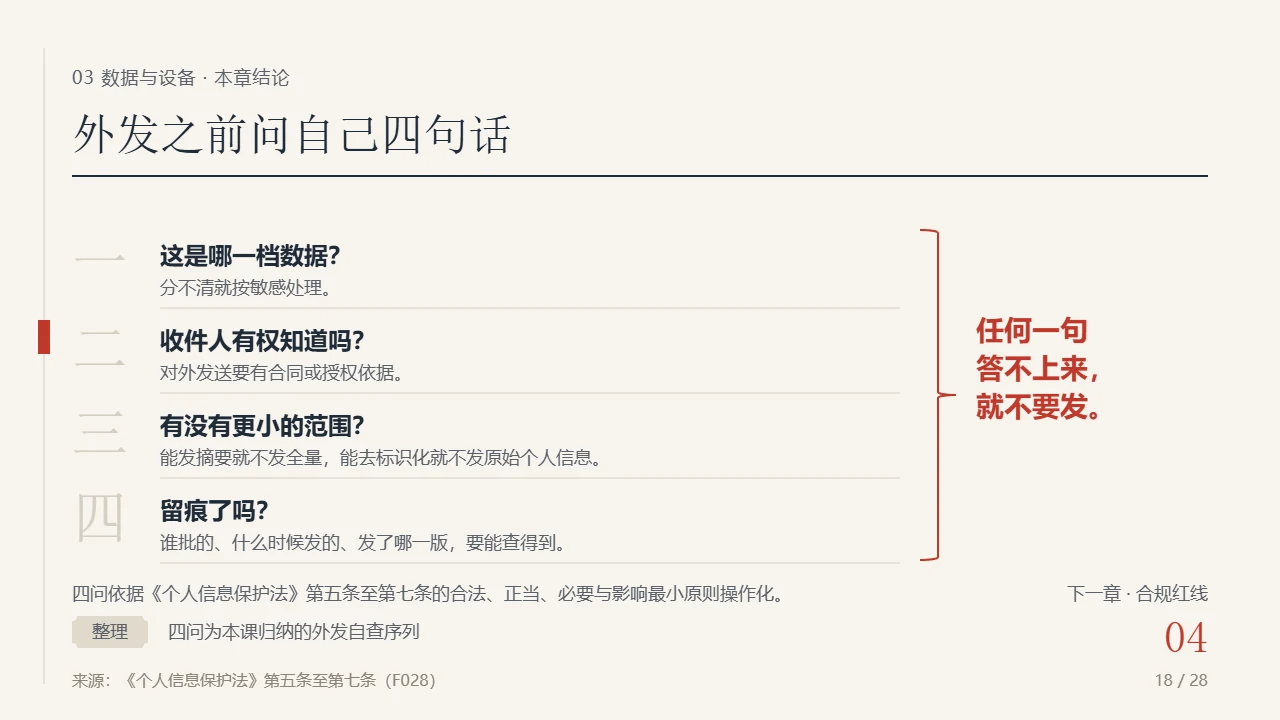 03 数据与设备 · 本章结论
外发之前问自己四句话
一
这是哪一档数据？
分不清就按敏感处理。
二
收件人有权知道吗？
对外发送要有合同或授权依据。
三
有没有更小的范围？
能发摘要就不发全量，能去标识化就不发原始个人信息。
四
留痕了吗？
谁批的、什么时候发的、发了哪一版，要能查得到。
任何一句
答不上来，
就不要发。
四问依据《个人信息保护法》第五条至第七条的合法、正当、必要与影响最小原则操作化。
整理 四问为本课归纳的外发自查序列
下一章 · 合规红线
04
来源：《个人信息保护法》第五条至第七条（F028）
18 / 28